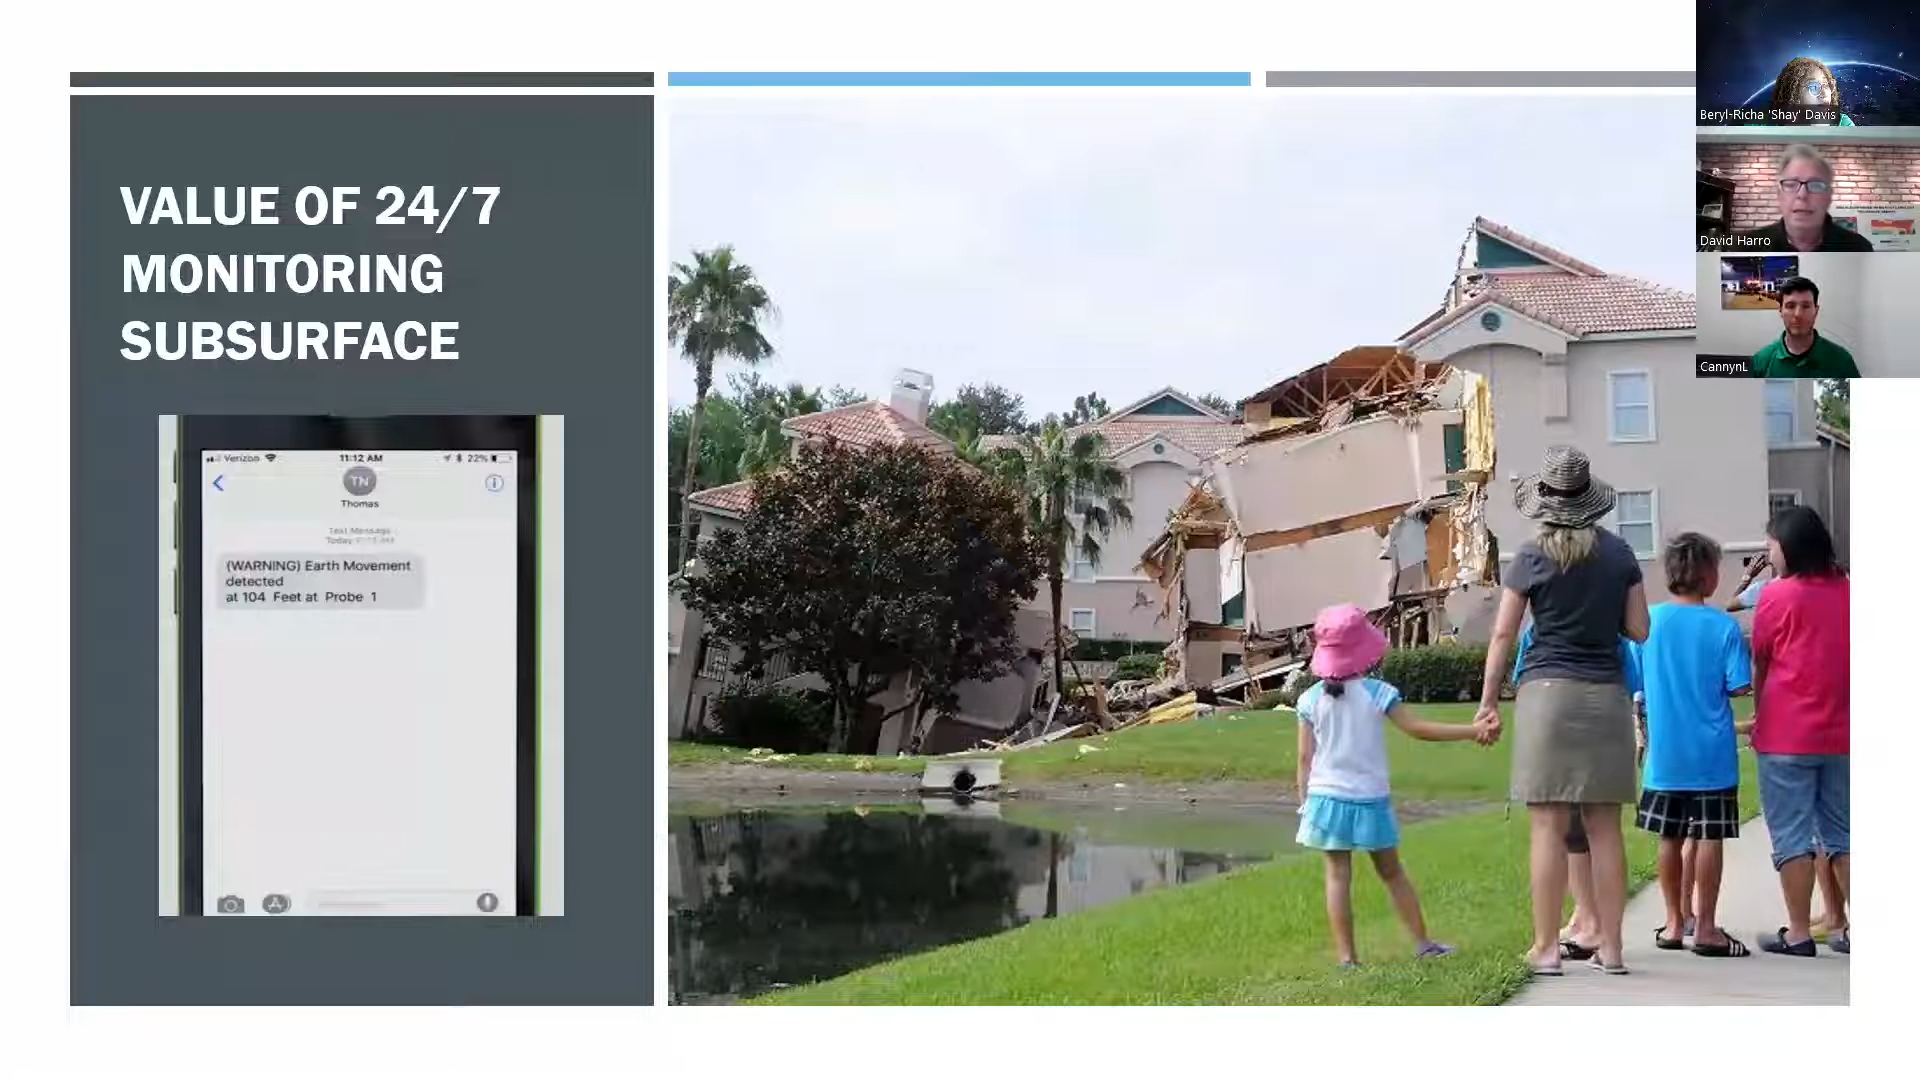 VALUE OF 24/7
MONITORING
SUBSURFACE
Verizon
11:12 AM
22%
TN
Thomas
Text Message
Today
(WARNING) Earth Movement
detected
at 104 Feet at Probe 1
Beryl-Richa 'Shay' Davis
David Harro
CannynL